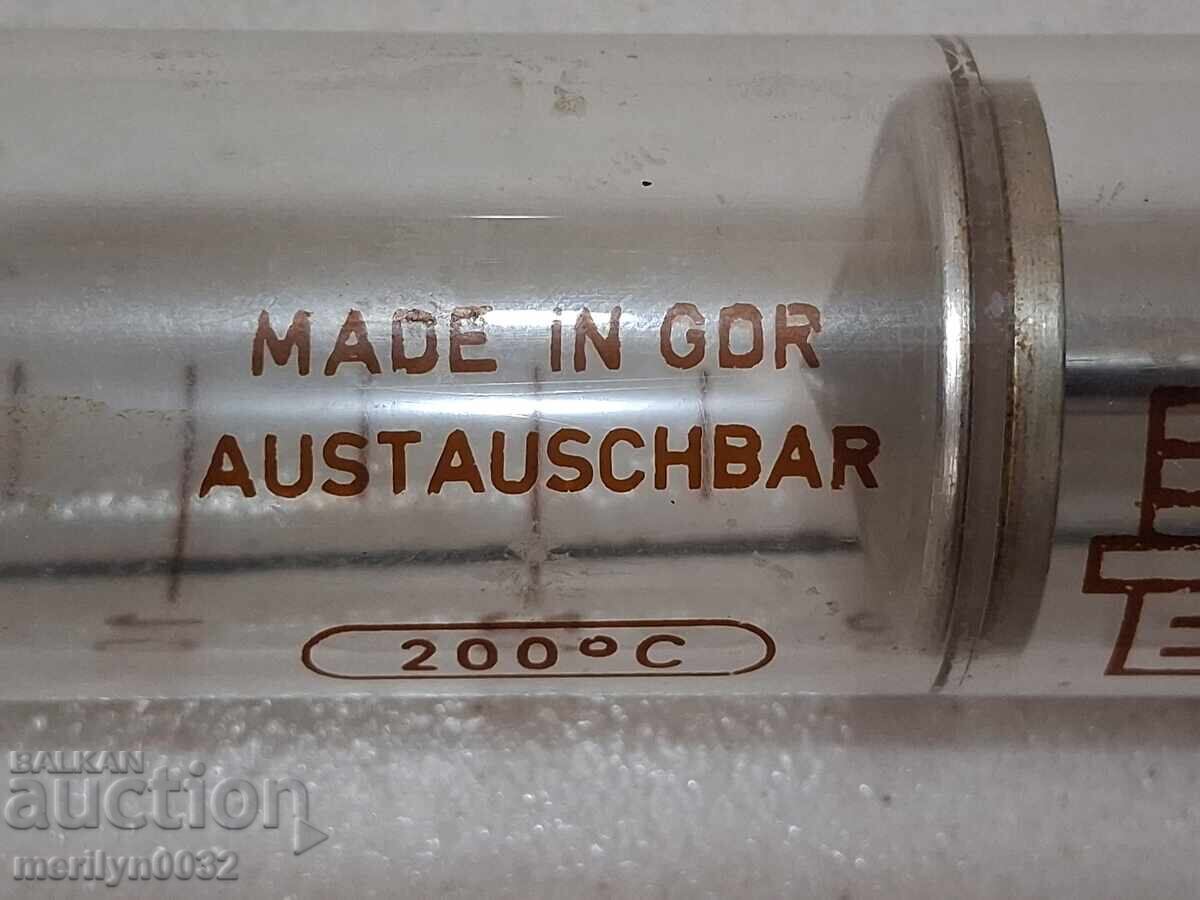 MADE IN GDR
AUSTAUSCHBAR
200°C
BALKAN
auction
merilyn0032